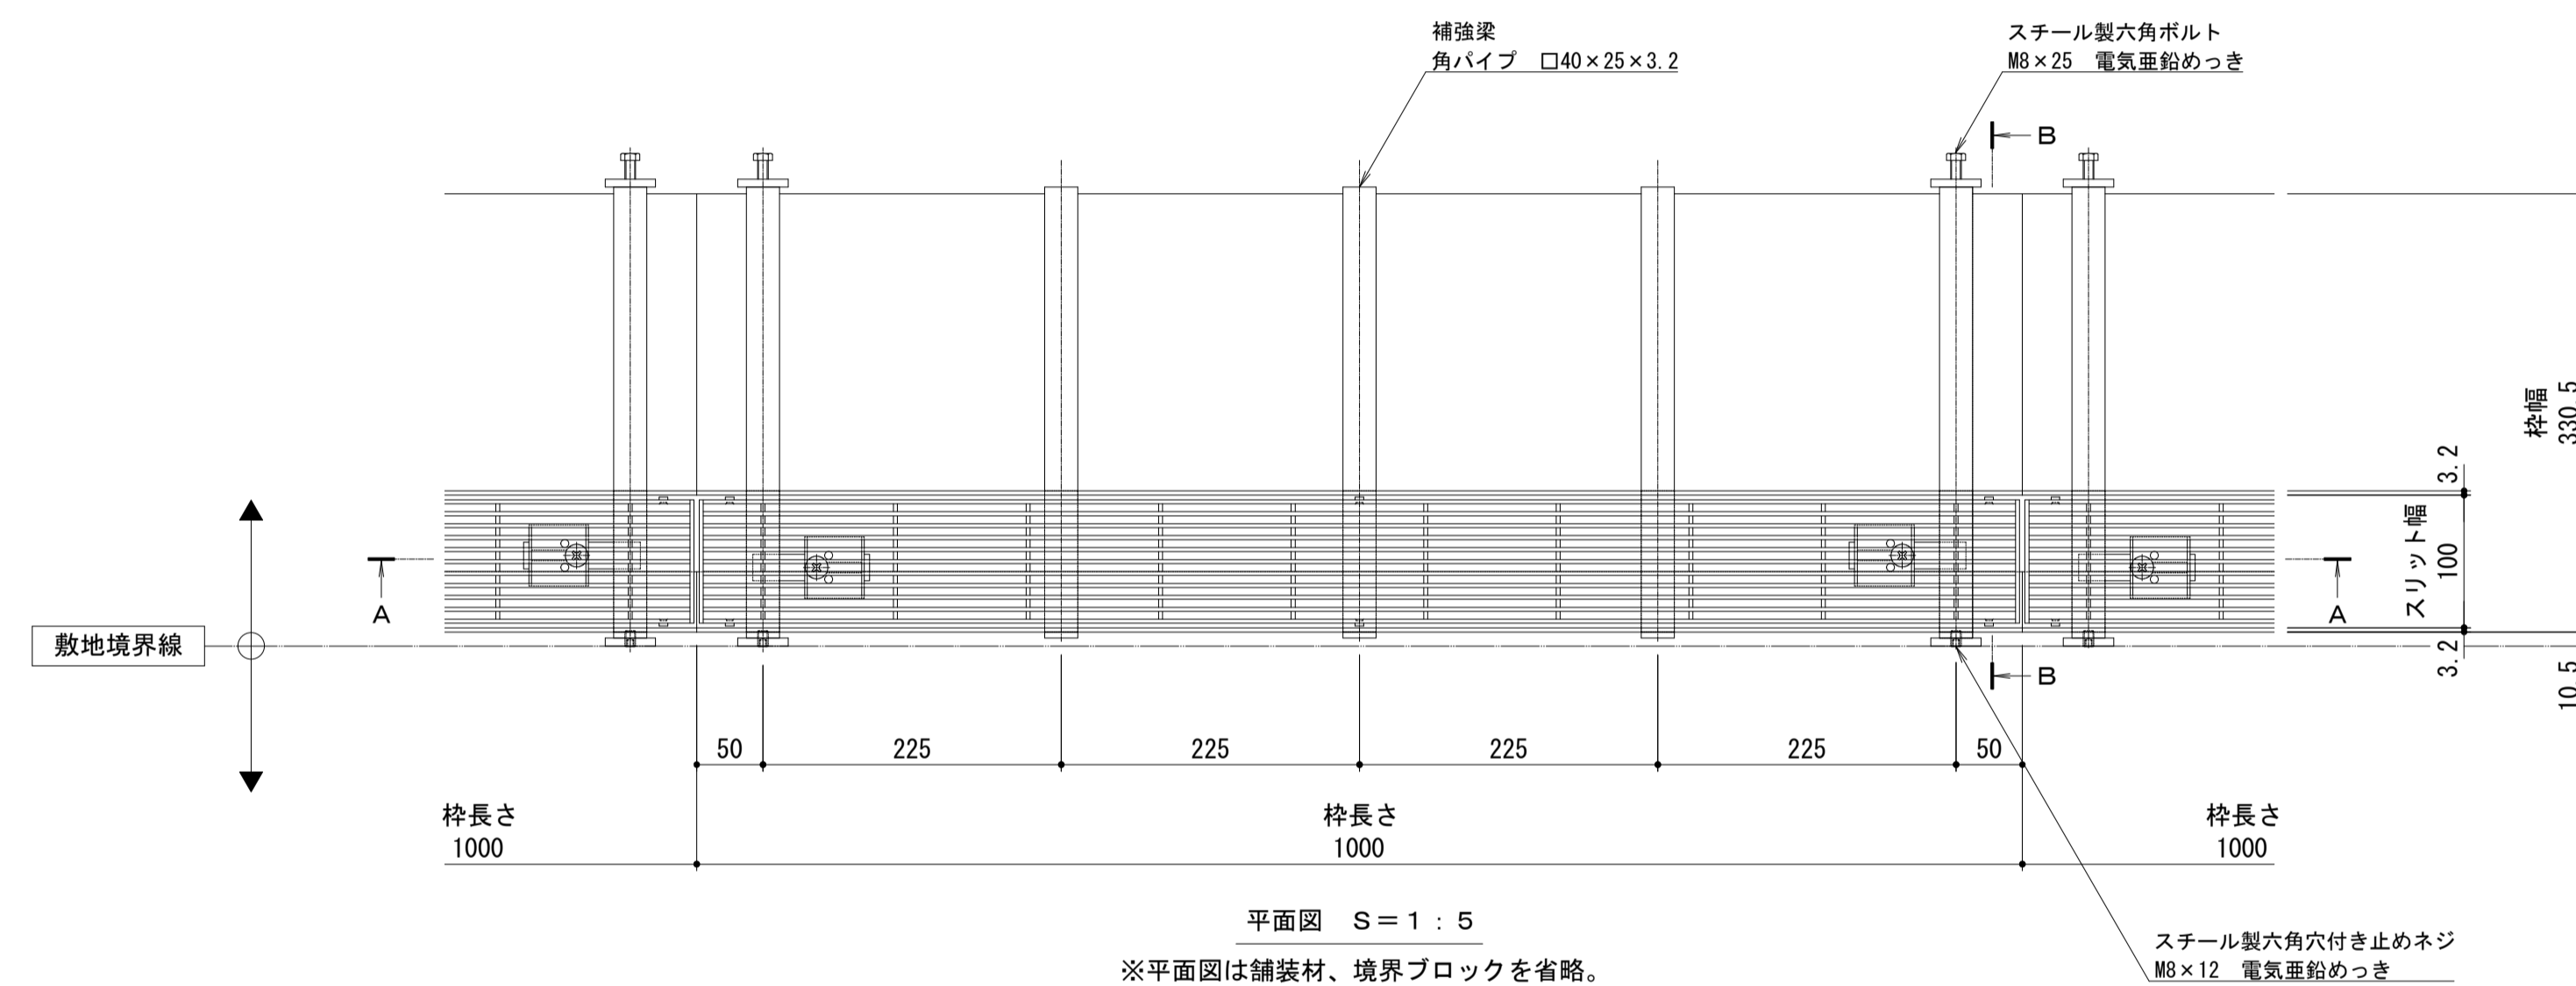 補強梁
角パイプ　□40×25×3.2
スチール製六角ボルト
M8×25　電気亜鉛めっき
B
枠幅
330.5
3.2
スリット幅
100
3.2
10.5
A
A
敷地境界線
B
50
225
225
225
225
50
枠長さ
1000
枠長さ
1000
枠長さ
1000
平面図　S＝1：5
※平面図は舗装材、境界ブロックを省略。
スチール製六角穴付き止めネジ
M8×12　電気亜鉛めっき